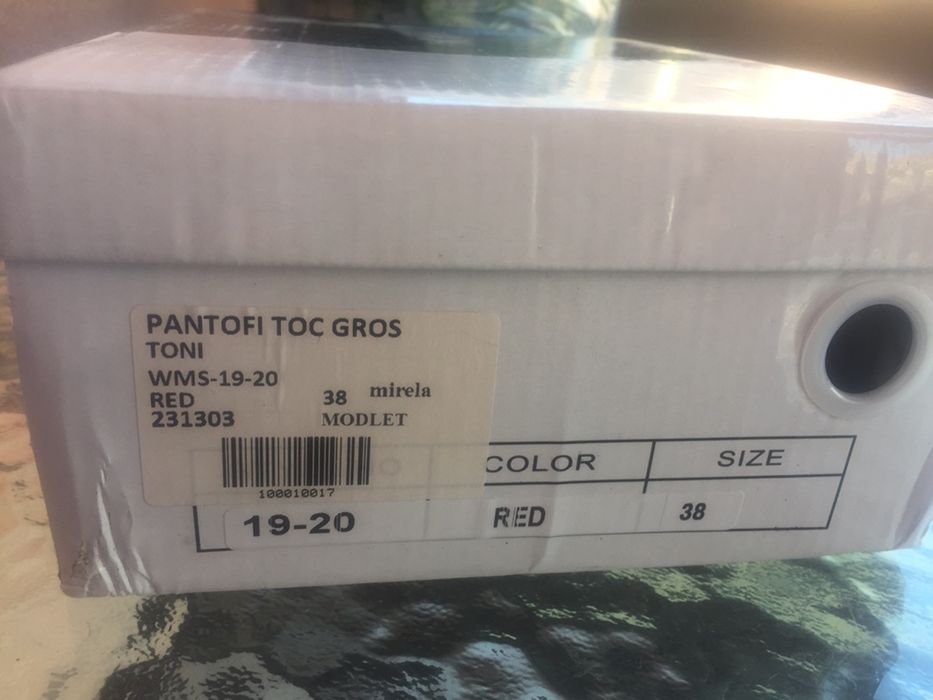 PANTOFI TOC GROS
TONI
WMS-19-20
RED 38 mirela
231303 MODLET
100010017
COLOR SIZE
19-20 RED 38